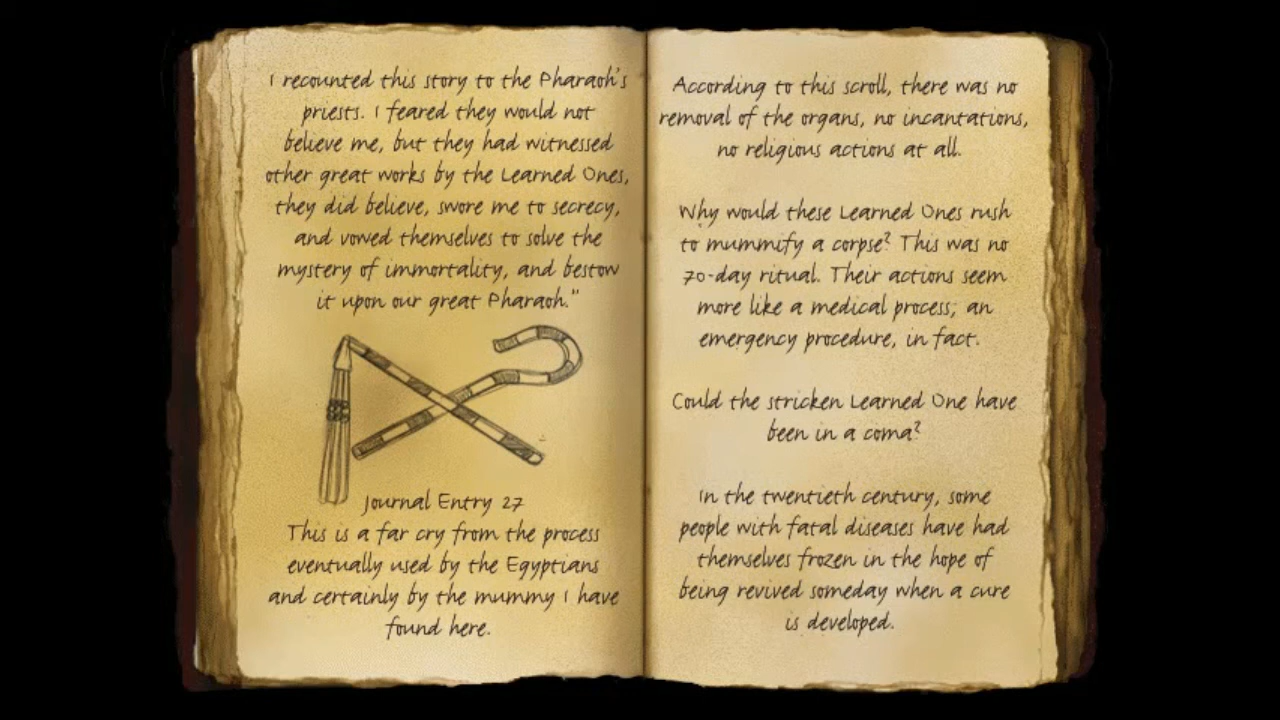 I recounted this story to the Pharaoh's
priests. I feared they would not
believe me, but they had witnessed
other great works by the Learned Ones,
they did believe, swore me to secrecy,
and vowed themselves to solve the
mystery of immortality, and bestow
it upon our great Pharaoh."
Journal Entry 27
This is a far cry from the process
eventually used by the Egyptians
and certainly by the mummy I have
found here.
According to this scroll, there was no
removal of the organs, no incantations,
no religious actions at all.
Why would these Learned Ones rush
to mummify a corpse? This was no
70-day ritual. Their actions seem
more like a medical process; an
emergency procedure, in fact.
Could the stricken Learned One have
been in a coma?
In the twentieth century, some
people with fatal diseases have had
themselves frozen in the hope of
being revived someday when a cure
is developed.